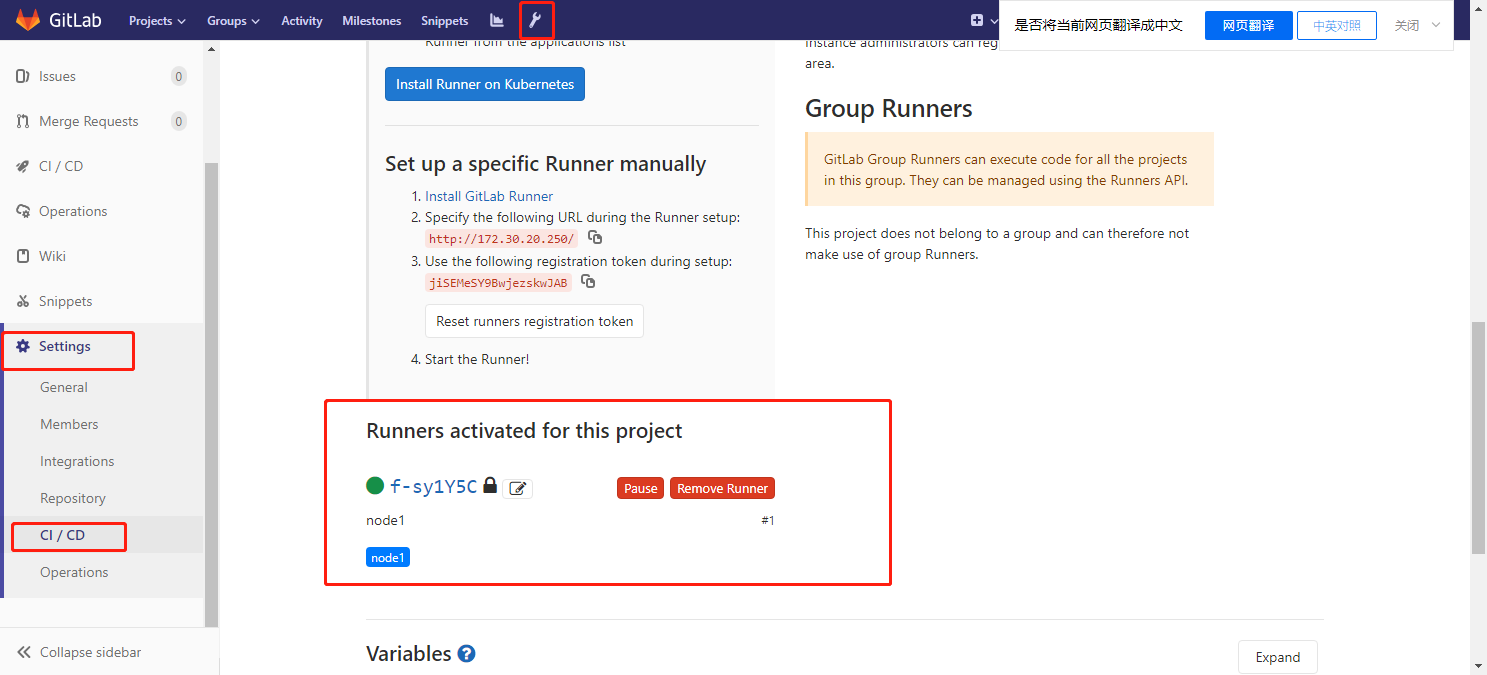 GitLab
Projects
Groups
Activity
Milestones
Snippets
是否将当前网页翻译成中文
网页翻译
中英对照
关闭
Issues
0
Merge Requests
0
CI / CD
Operations
Wiki
Snippets
Settings
General
Members
Integrations
Repository
CI / CD
Operations
Collapse sidebar
Runner from the applications list
Install Runner on Kubernetes
Set up a specific Runner manually
1. Install GitLab Runner
2. Specify the following URL during the Runner setup:
http://172.30.20.250/
3. Use the following registration token during setup:
jiSEMeSY9BwjezskwJAB
Reset runners registration token
4. Start the Runner!
Instance administrators can reg
area.
Group Runners
GitLab Group Runners can execute code for all the projects
in this group. They can be managed using the Runners API.
This project does not belong to a group and can therefore not
make use of group Runners.
Runners activated for this project
f-sy1Y5C
Pause
Remove Runner
node1
#1
node1
Variables
Expand